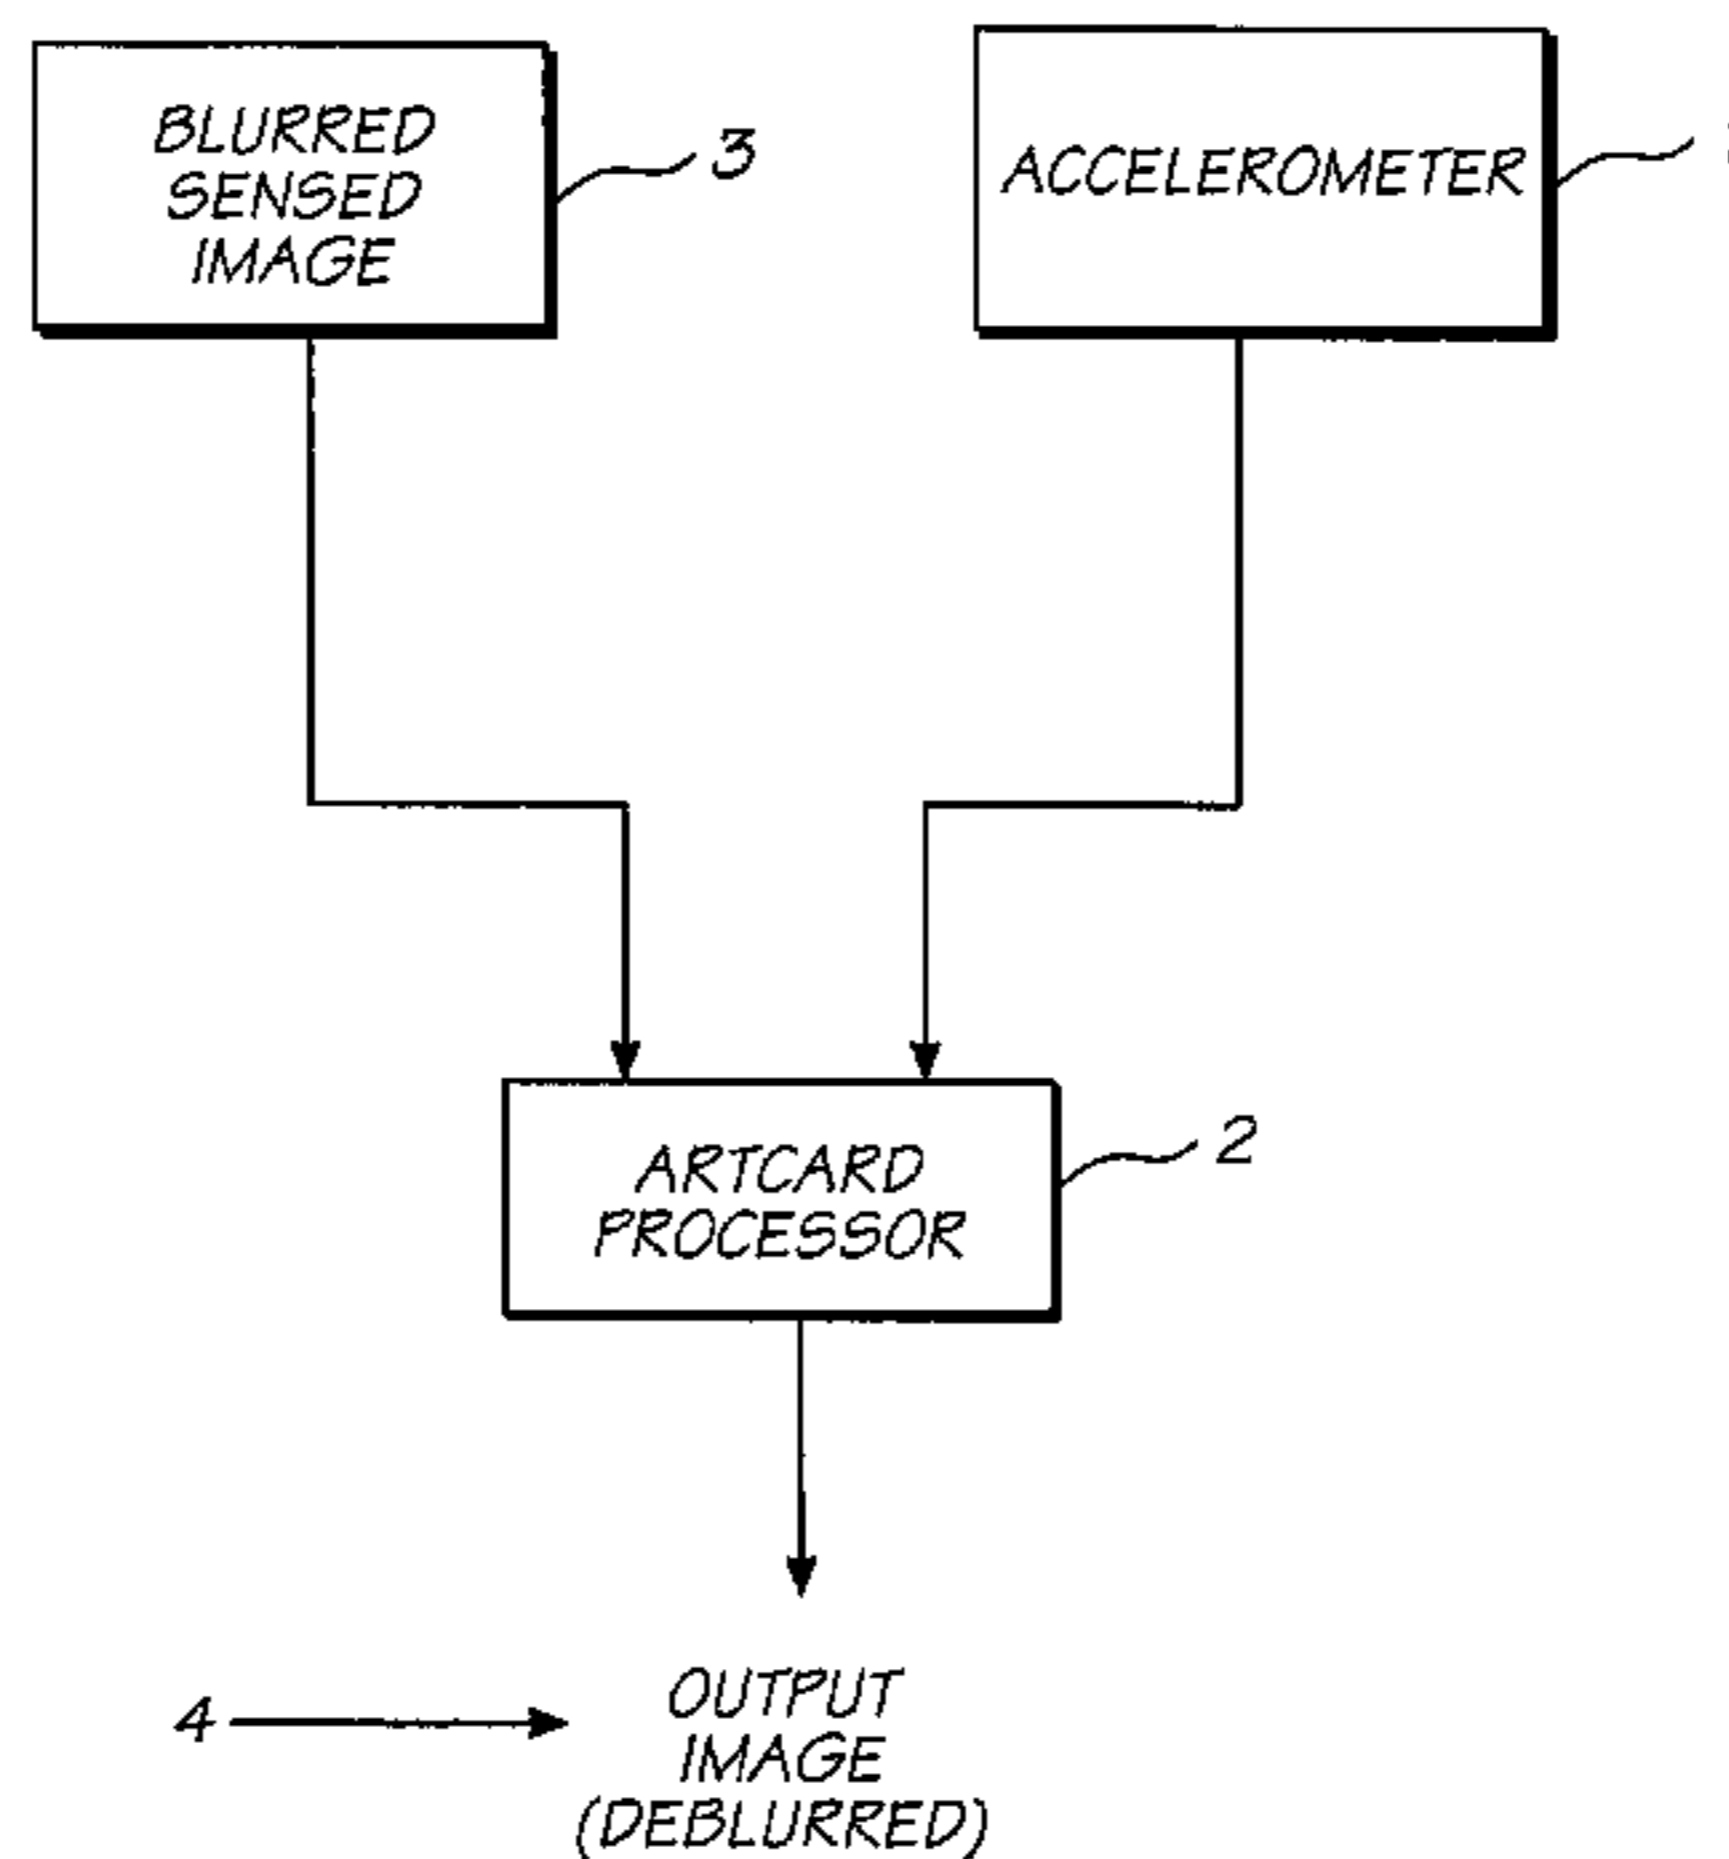 BLURRED
SENSED
IMAGE
3
ACCELEROMETER
ARTCARD
PROCESSOR
2
4
OUTPUT
IMAGE
(DEBLURRED)